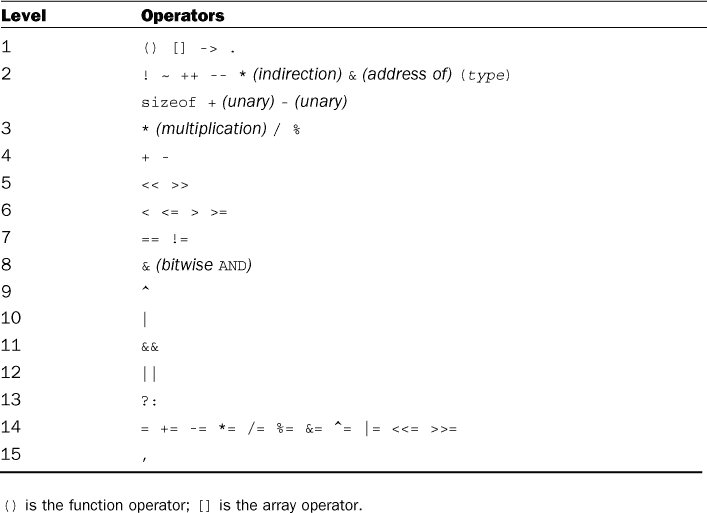 Level Operators
1 () [] -> .
2 ! ~ ++ -- * (indirection) & (address of) (type)
sizeof + (unary) - (unary)
3 * (multiplication) / %
4 + -
5 << >>
6 < <= > >=
7 == !=
8 & (bitwise AND)
9 ^
10 |
11 &&
12 ||
13 ?:
14 = += -= *= /= %= &= ^= |= <<= >>=
15 ,
() is the function operator; [] is the array operator.